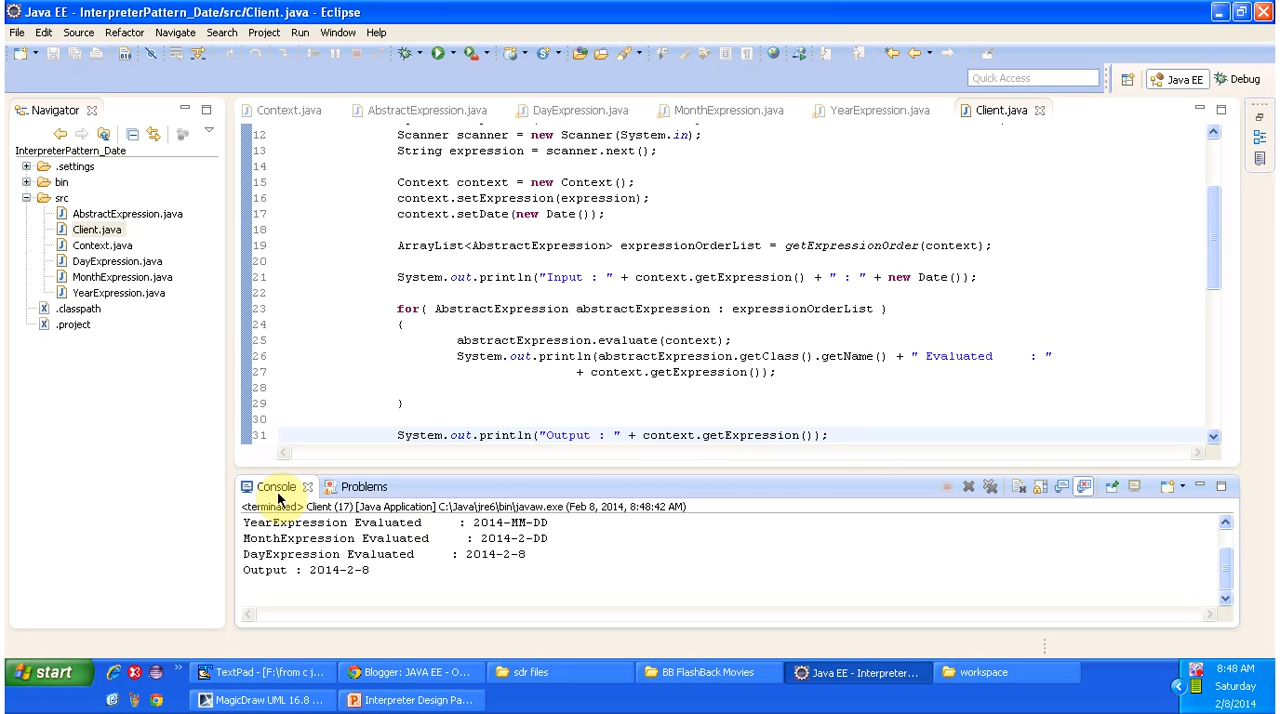 Java EE - InterpreterPattern_Date/src/Client.java - Eclipse
File Edit Source Refactor Navigate Search Project Run Window Help
Quick Access
Java EE
Debug
Navigator
Context.java AbstractExpression.java DayExpression.java MonthExpression.java YearExpression.java Client.java
InterpreterPattern_Date
.settings
bin
src
AbstractExpression.java
Client.java
Context.java
DayExpression.java
MonthExpression.java
YearExpression.java
.classpath
.project
12 Scanner scanner = new Scanner(System.in);
13 String expression = scanner.next();
14
15 Context context = new Context();
16 context.setExpression(expression);
17 context.setDate(new Date());
18
19 ArrayList<AbstractExpression> expressionOrderList = getExpressionOrder(context);
20
21 System.out.println("Input : " + context.getExpression() + " : " + new Date());
22
23 for( AbstractExpression abstractExpression : expressionOrderList )
24 {
25 abstractExpression.evaluate(context);
26 System.out.println(abstractExpression.getClass().getName() + " Evaluated     : "
27 + context.getExpression());
28
29 }
30
31 System.out.println("Output : " + context.getExpression());
Console Problems
<terminated> Client (17) [Java Application] C:\Java\jre6\bin\javaw.exe (Feb 8, 2014, 8:48:42 AM)
YearExpression Evaluated     : 2014-MM-DD
MonthExpression Evaluated     : 2014-2-DD
DayExpression Evaluated     : 2014-2-8
Output : 2014-2-8
start
TextPad - [F:\from c j...
Blogger: JAVA EE - O...
sdr files
BB FlashBack Movies
Java EE - Interpreter...
workspace
MagicDraw UML 16.8 ...
Interpreter Design Pa...
8:48 AM
Saturday
2/8/2014